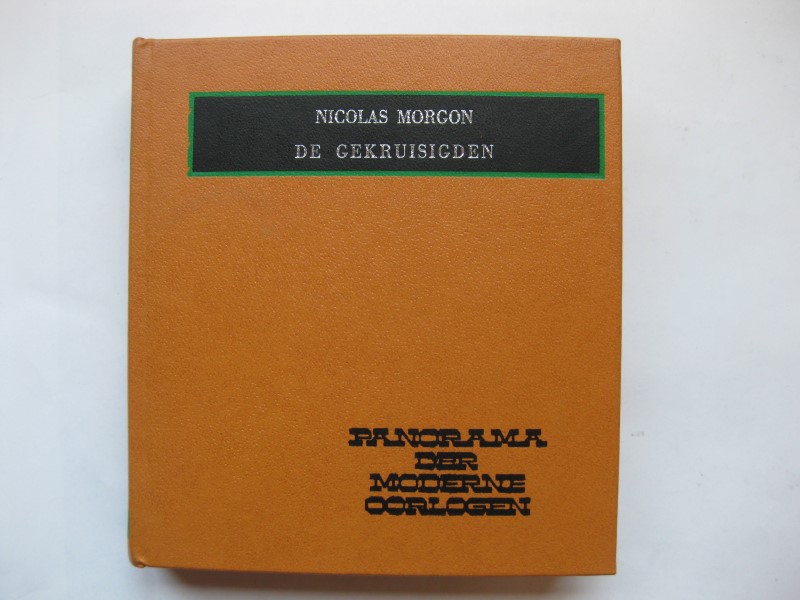 NICOLAS MORGON
DE GEKRUISIGDEN
PANORAMA
DER
MODERNE
OORLOGEN